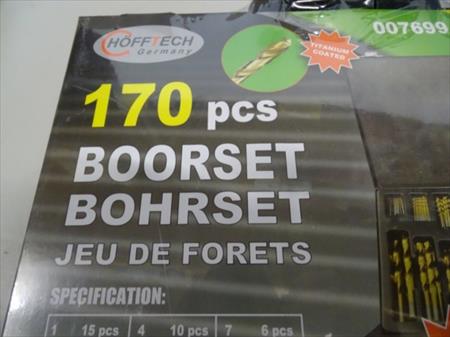 HÖFFTECH
Germany
TITANIUM
COATED
007699
170 pcs
BOORSET
BOHRSET
JEU DE FORETS
SPECIFICATION:
1 15 pcs 4 10 pcs 7 6 pcs